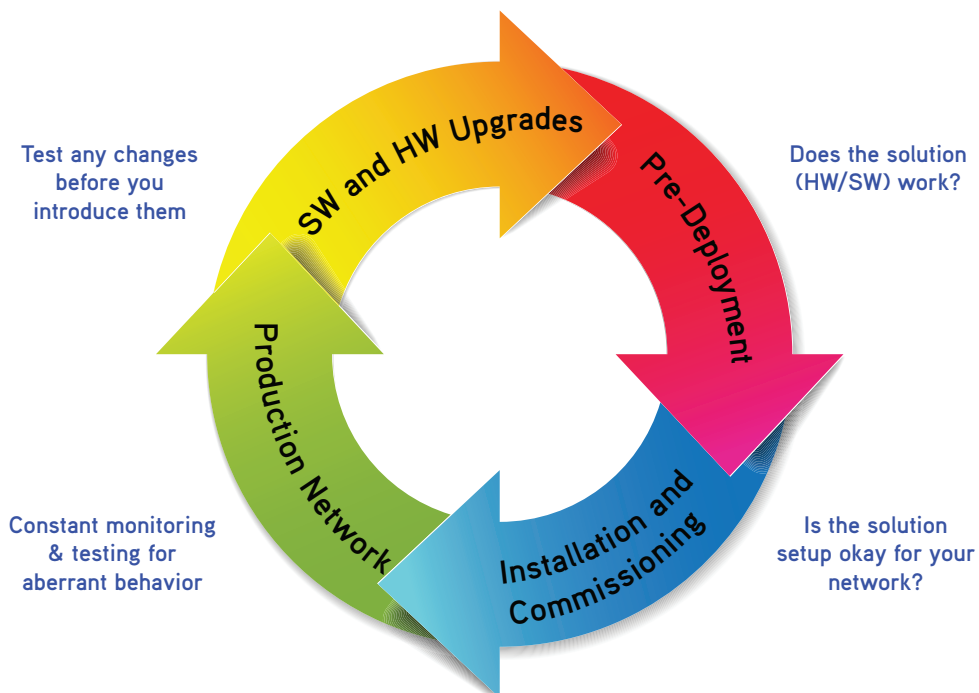 SW and HW Upgrades
Test any changes
before you
introduce them
Pre-Deployment
Does the solution
(HW/SW) work?
Installation and
Commissioning
Is the solution
setup okay for your
network?
Production Network
Constant monitoring
& testing for
aberrant behavior